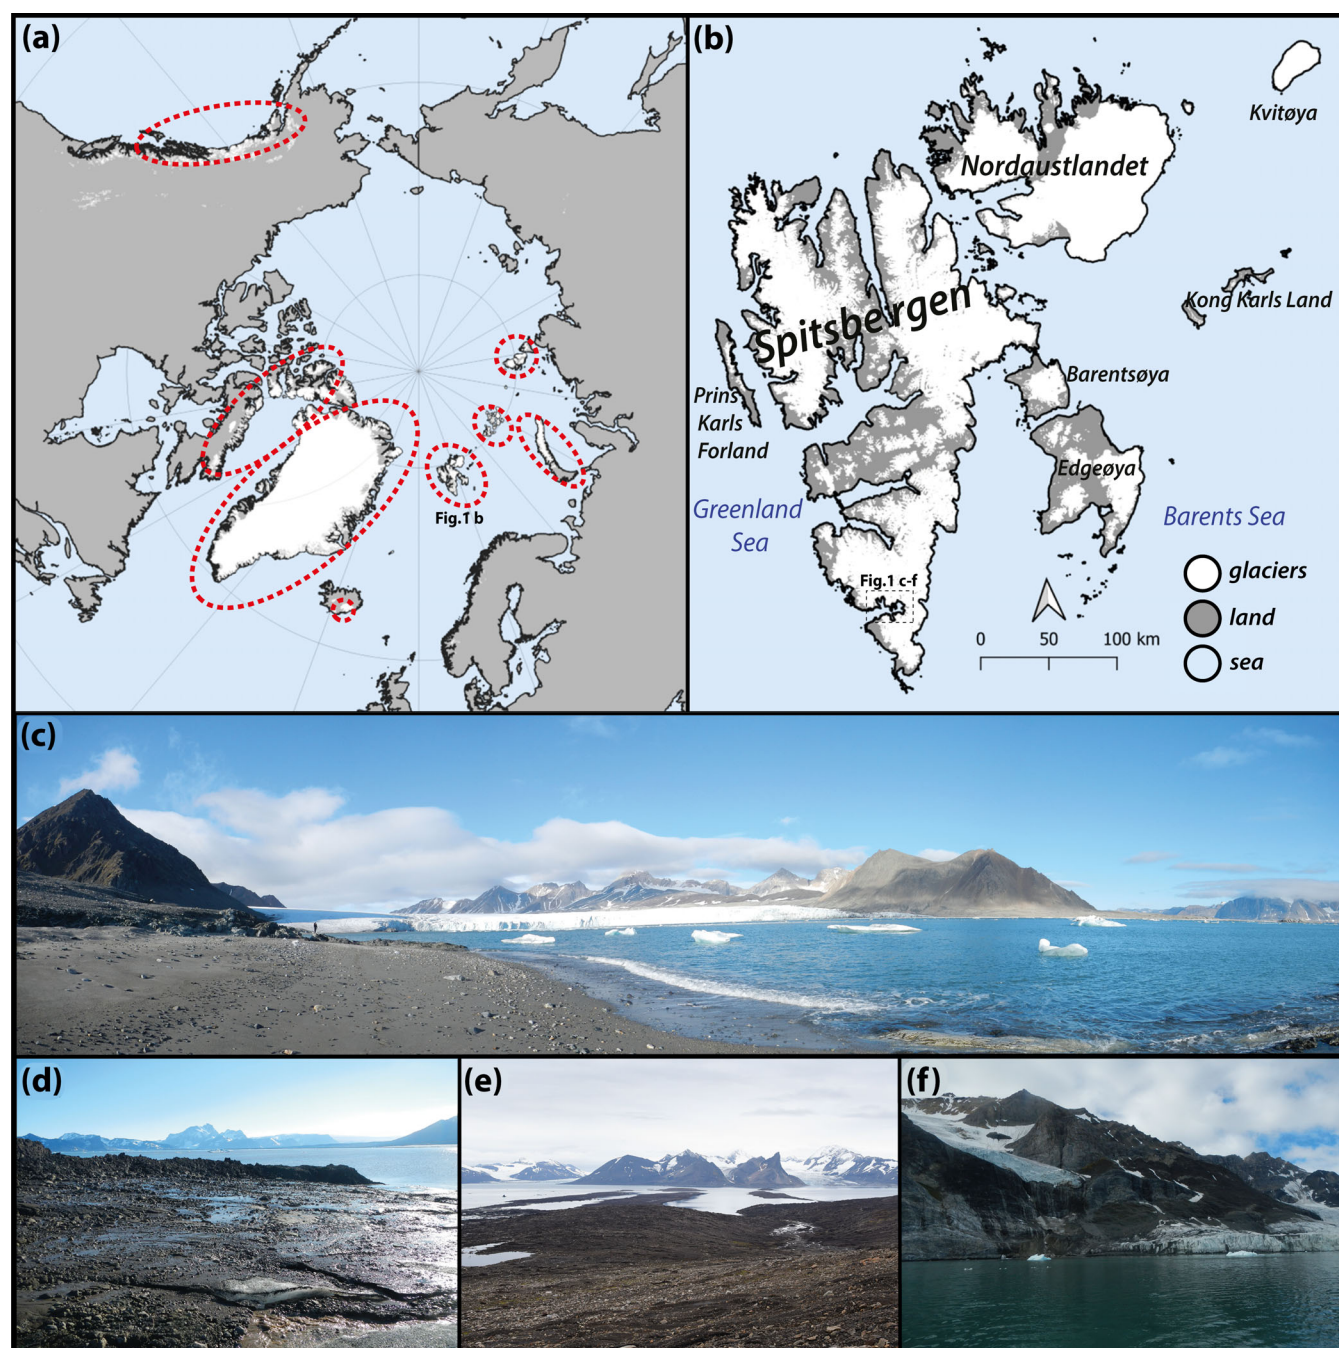 (a)
Fig.1 b
(b)
Kvitøya
Nordaustlandet
Kong Karls Land
Spitsbergen
Barentsøya
Prins
Karls
Forland
Edgeøya
Greenland
Sea
Barents Sea
Fig.1 c-f
glaciers
land
sea
0 50 100 km
(c)
(d)
(e)
(f)